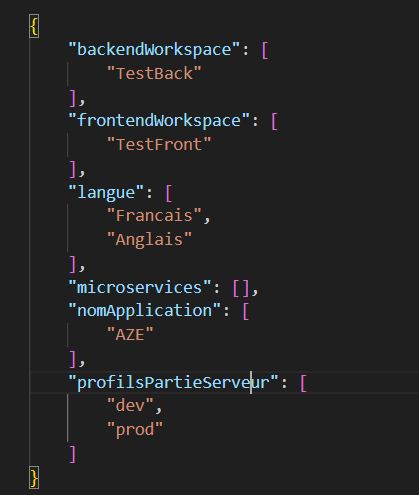 {
"backendWorkspace": [
"TestBack"
],
"frontendWorkspace": [
"TestFront"
],
"langue": [
"Francais",
"Anglais"
],
"microservices": [],
"nomApplication": [
"AZE"
],
"profilsPartieServeur": [
"dev",
"prod"
]
}